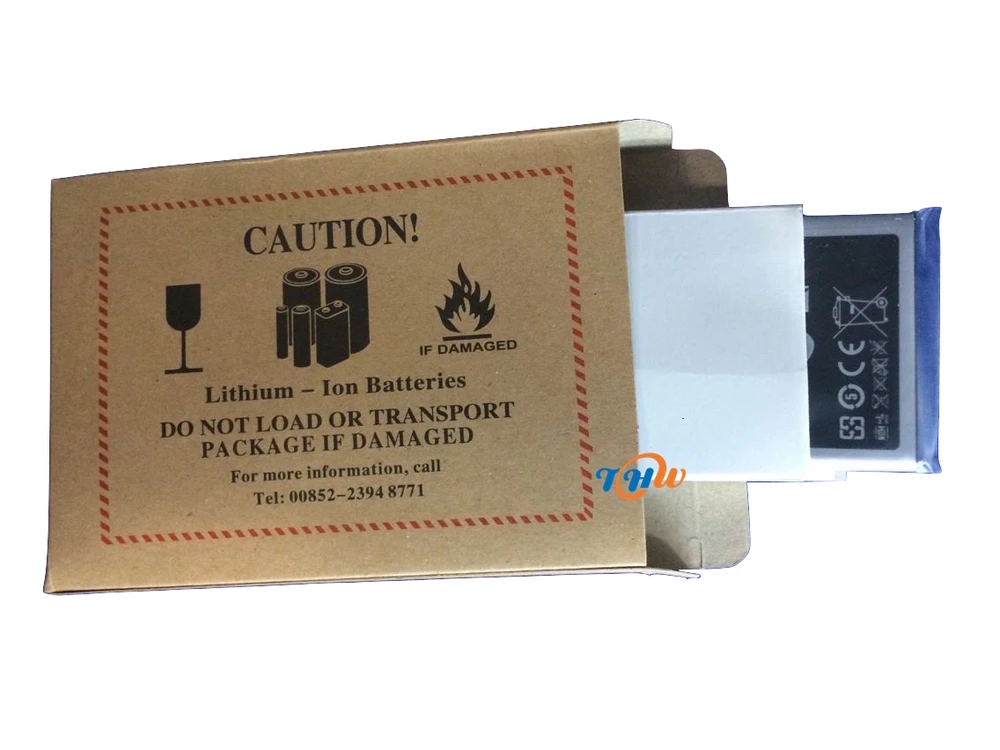 CAUTION!
IF DAMAGED
Lithium – Ion Batteries
DO NOT LOAD OR TRANSPORT
PACKAGE IF DAMAGED
For more information, call
Tel: 00852–2394 8771
THW
CE